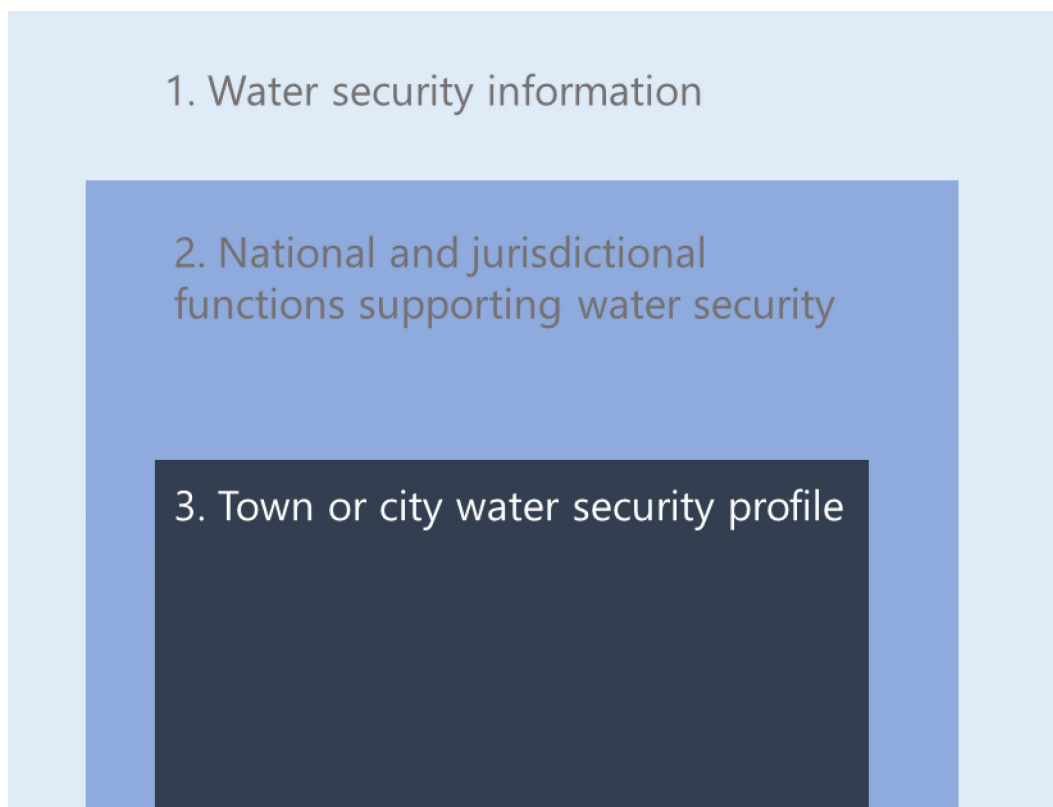 1. Water security information
2. National and jurisdictional
functions supporting water security
3. Town or city water security profile